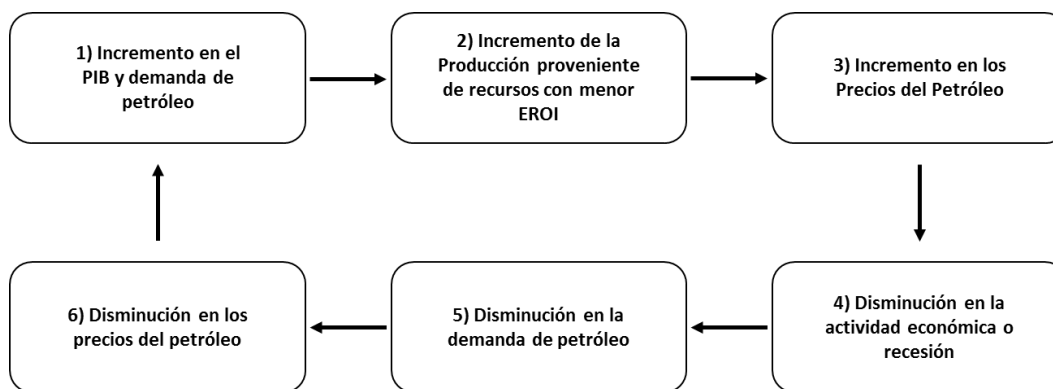 1) Incremento en el
PIB y demanda de
petróleo
2) Incremento de la
Producción proveniente
de recursos con menor
EROI
3) Incremento en los
Precios del Petróleo
4) Disminución en la
actividad económica o
recesión
5) Disminución en la
demanda de petróleo
6) Disminución en los
precios del petróleo